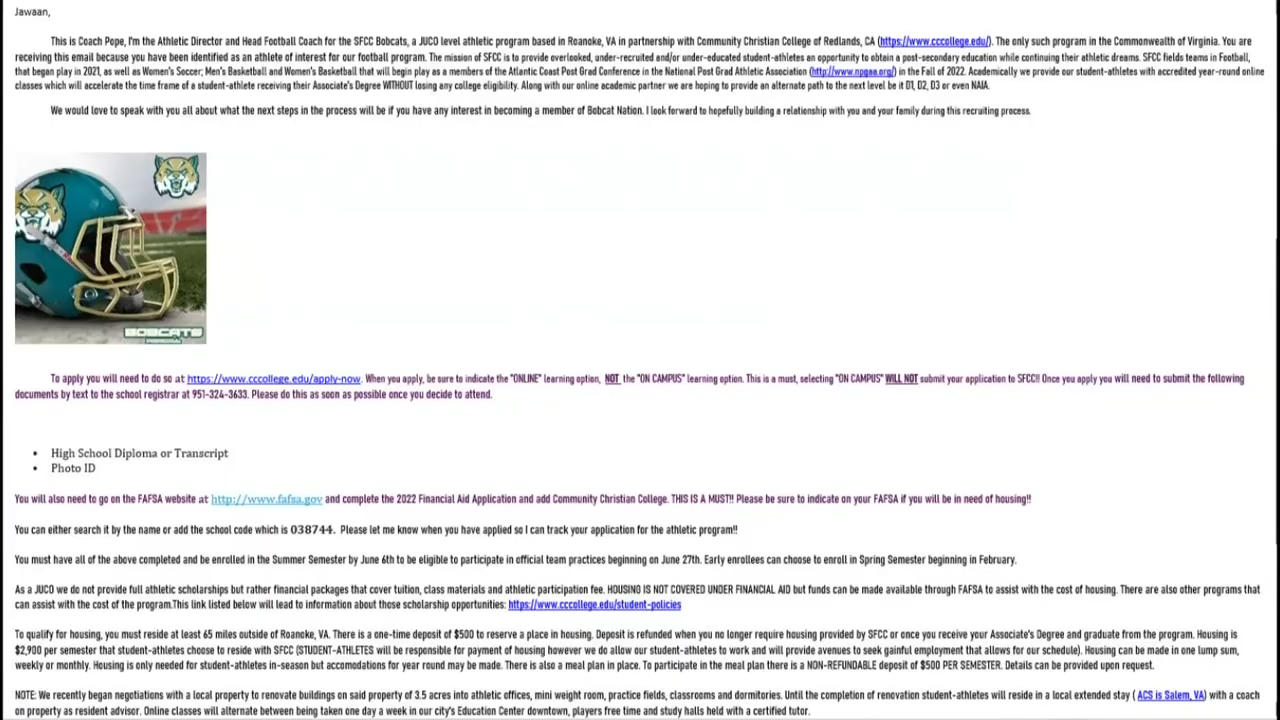 Jawaan,
This is Coach Pope, I'm the Athletic Director and Head Football Coach for the SFCC Bobcats, a JUCO level athletic program based in Roanoke, VA in partnership with Community Christian College of Redlands, CA (https://www.cccollege.edu/). The only such program in the Commonwealth of Virginia. You are
receiving this email because you have been identified as an athlete of interest for our football program. The mission of SFCC is to provide overlooked, under-recruited and/or under-educated student-athletes an opportunity to obtain a post-secondary education while continuing their athletic dreams. SFCC fields teams in Football,
that began play in 2021, as well as Women's Soccer; Men's Basketball and Women's Basketball that will begin play as a members of the Atlantic Coast Post Grad Conference in the National Post Grad Athletic Association (http://www.npgaa.org/) in the Fall of 2022. Academically we provide our student-athletes with accredited year-round online
classes which will accelerate the time frame of a student-athlete receiving their Associate's Degree WITHOUT losing any college eligibility. Along with our online academic partner we are hoping to provide an alternate path to the next level be it D1, D2, D3 or even NAIA.
We would love to speak with you all about what the next steps in the process will be if you have any interest in becoming a member of Bobcat Nation. I look forward to hopefully building a relationship with you and your family during this recruiting process.
BOBCATS
To apply you will need to do so at https://www.cccollege.edu/apply-now. When you apply, be sure to indicate the "ONLINE" learning option, NOT the "ON CAMPUS" learning option. This is a must, selecting "ON CAMPUS" WILL NOT submit your application to SFCC!! Once you apply you will need to submit the following
documents by text to the school registrar at 951-324-3633. Please do this as soon as possible once you decide to attend.
• High School Diploma or Transcript
• Photo ID
You will also need to go on the FAFSA website at http://www.fafsa.gov and complete the 2022 Financial Aid Application and add Community Christian College. THIS IS A MUST!! Please be sure to indicate on your FAFSA if you will be in need of housing!!
You can either search it by the name or add the school code which is 038744. Please let me know when you have applied so I can track your application for the athletic program!!
You must have all of the above completed and be enrolled in the Summer Semester by June 6th to be eligible to participate in official team practices beginning on June 27th. Early enrollees can choose to enroll in Spring Semester beginning in February.
As a JUCO we do not provide full athletic scholarships but rather financial packages that cover tuition, class materials and athletic participation fee. HOUSING IS NOT COVERED UNDER FINANCIAL AID but funds can be made available through FAFSA to assist with the cost of housing. There are also other programs that
can assist with the cost of the program.This link listed below will lead to information about those scholarship opportunities: https://www.cccollege.edu/student-policies
To qualify for housing, you must reside at least 65 miles outside of Roanoke, VA. There is a one-time deposit of $500 to reserve a place in housing. Deposit is refunded when you no longer require housing provided by SFCC or once you receive your Associate's Degree and graduate from the program. Housing is
$2,900 per semester that student-athletes choose to reside with SFCC (STUDENT-ATHLETES will be responsible for payment of housing however we do allow our student-athletes to work and will provide avenues to seek gainful employment that allows for our schedule). Housing can be made in one lump sum,
weekly or monthly. Housing is only needed for student-athletes in-season but accomodations for year round may be made. There is also a meal plan in place. To participate in the meal plan there is a NON-REFUNDABLE deposit of $500 PER SEMESTER. Details can be provided upon request.
NOTE: We recently began negotiations with a local property to renovate buildings on said property of 3.5 acres into athletic offices, mini weight room, practice fields, classrooms and dormitories. Until the completion of renovation student-athletes will reside in a local extended stay ( ACS is Salem, VA) with a coach
on property as resident advisor. Online classes will alternate between being taken one day a week in our city's Education Center downtown, players free time and study halls held with a certified tutor.